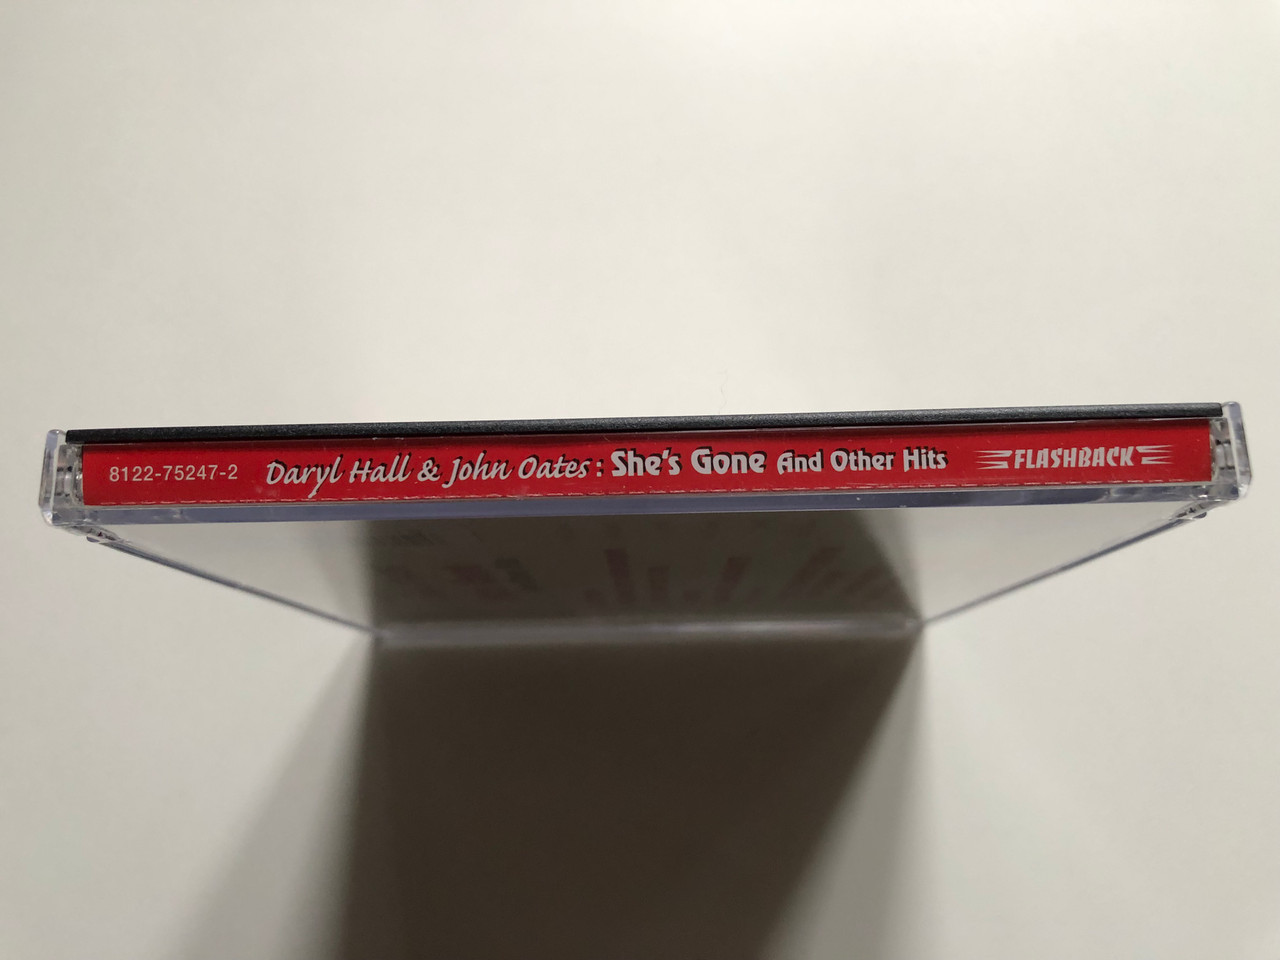 8122-75247-2 Daryl Hall & John Oates: She's Gone And Other Hits FLASHBACK